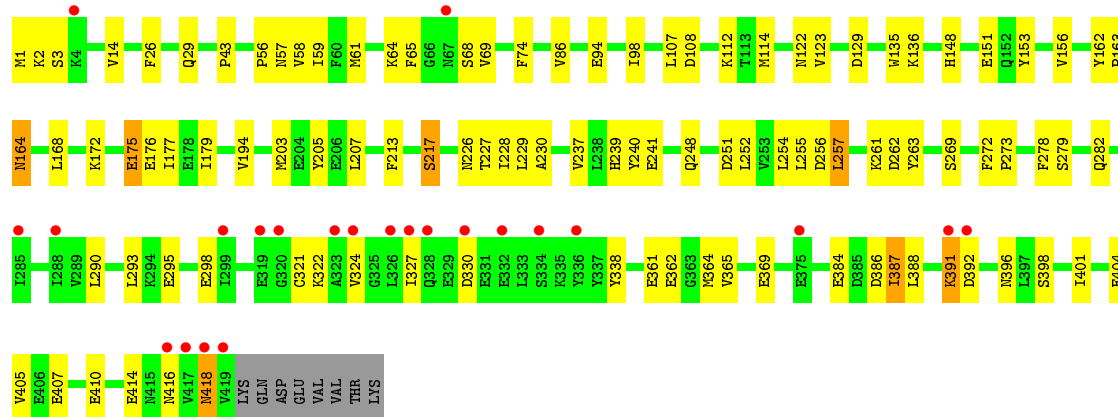 M1 K2 S3 K4 V14 F26 Q29 P43 P56 N57 V58 I59 F60 M61 K64 F65 G66 N67 S68 V69 F74 V86 E94 I98 L107 D108 K112 T113 M114 N122 V123 D129 W135 K136 H148 E151 Q152 Y153 V156 Y162 P163
N164 L168 K172 E175 E176 I177 E178 I179 V194 M203 E204 Y205 E206 L207 F213 S217 N226 T227 I228 L229 A230 V237 L238 H239 Y240 E241 Q248 D251 L252 V253 L254 L255 D256 L257 K261 D262 Y263 S269 F272 P273 F278 S279 Q282
I285 I288 V289 L290 L293 K294 E295 E298 I299 E319 G320 C321 K322 A323 V324 G325 L326 I327 Q328 E329 D330 E331 E332 L333 S334 K335 Y336 Y337 Y338 E361 E362 G363 M364 V365 E369 E375 E384 D385 D386 I387 L388 K391 D392 N396 L397 S398 I401 E404
V405 E406 E407 E410 E414 N415 N416 V417 N418 V419 LYS GLN ASP GLU VAL VAL THR LYS